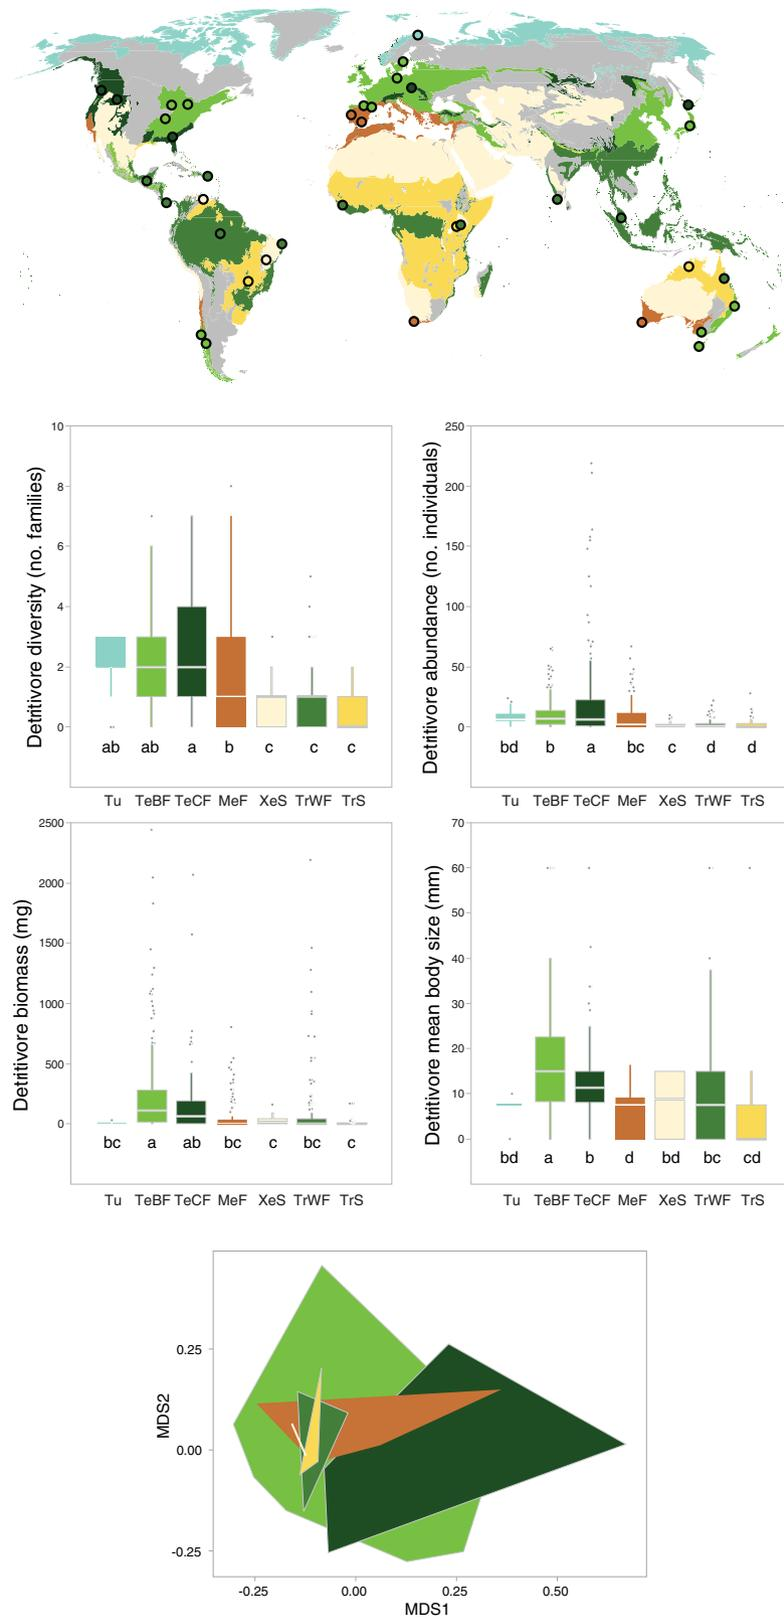 Detritivore diversity (no. families)
10
8
6
4
2
0
ab ab a b c c c
Tu TeBF TeCF MeF XeS TrWF TrS
Detritivore abundance (no. individuals)
250
200
150
100
50
0
bd b a bc c d d
Tu TeBF TeCF MeF XeS TrWF TrS
Detritivore biomass (mg)
2500
2000
1500
1000
500
0
bc a ab bc c bc c
Tu TeBF TeCF MeF XeS TrWF TrS
Detritivore mean body size (mm)
70
60
50
40
30
20
10
0
bd a b d bd bc cd
Tu TeBF TeCF MeF XeS TrWF TrS
MDS2
0.25
0.00
-0.25
-0.25 0.00 0.25 0.50
MDS1